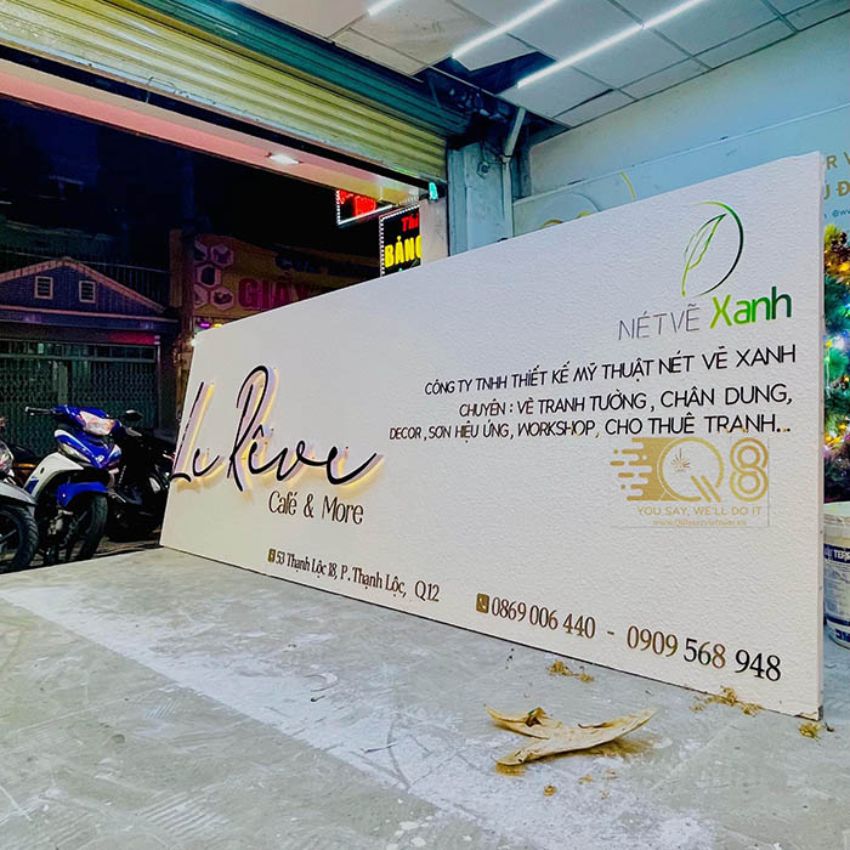 Le Rêve
Café & More
53 Thạnh Lộc 18, P. Thạnh Lộc, Q12
NÉT VẼ Xanh
CÔNG TY TNHH THIẾT KẾ MỸ THUẬT NÉT VẼ XANH
CHUYÊN : VẼ TRANH TƯỜNG , CHÂN DUNG,
DECOR , SƠN HIỆU ỨNG, WORKSHOP, CHO THUÊ TRANH...
Q8
YOU SAY, WE'LL DO IT
0869 006 440 - 0909 568 948
GIÀY
BẢNG